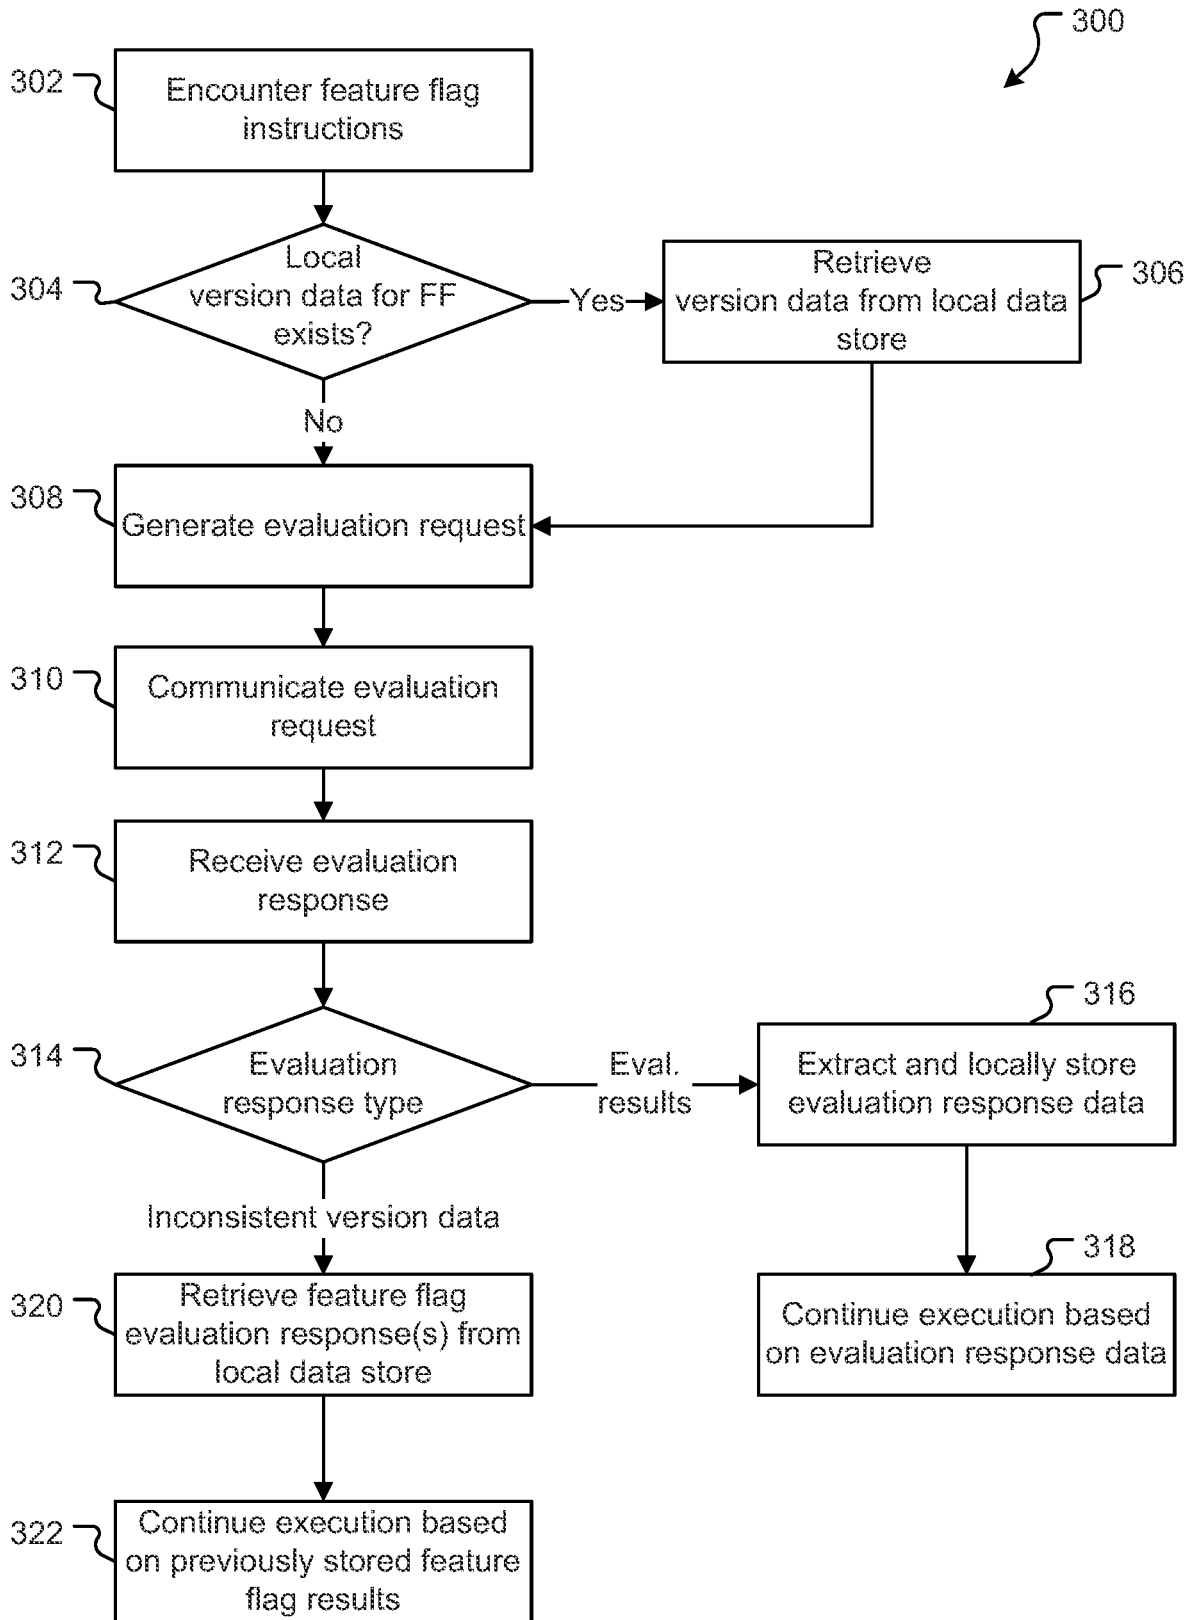 300
302
Encounter feature flag
instructions
304
Local
version data for FF
exists?
Yes
Retrieve
version data from local data
store
306
No
308
Generate evaluation request
310
Communicate evaluation
request
312
Receive evaluation
response
314
Evaluation
response type
Eval.
results
316
Extract and locally store
evaluation response data
Inconsistent version data
318
Continue execution based
on evaluation response data
320
Retrieve feature flag
evaluation response(s) from
local data store
322
Continue execution based
on previously stored feature
flag results